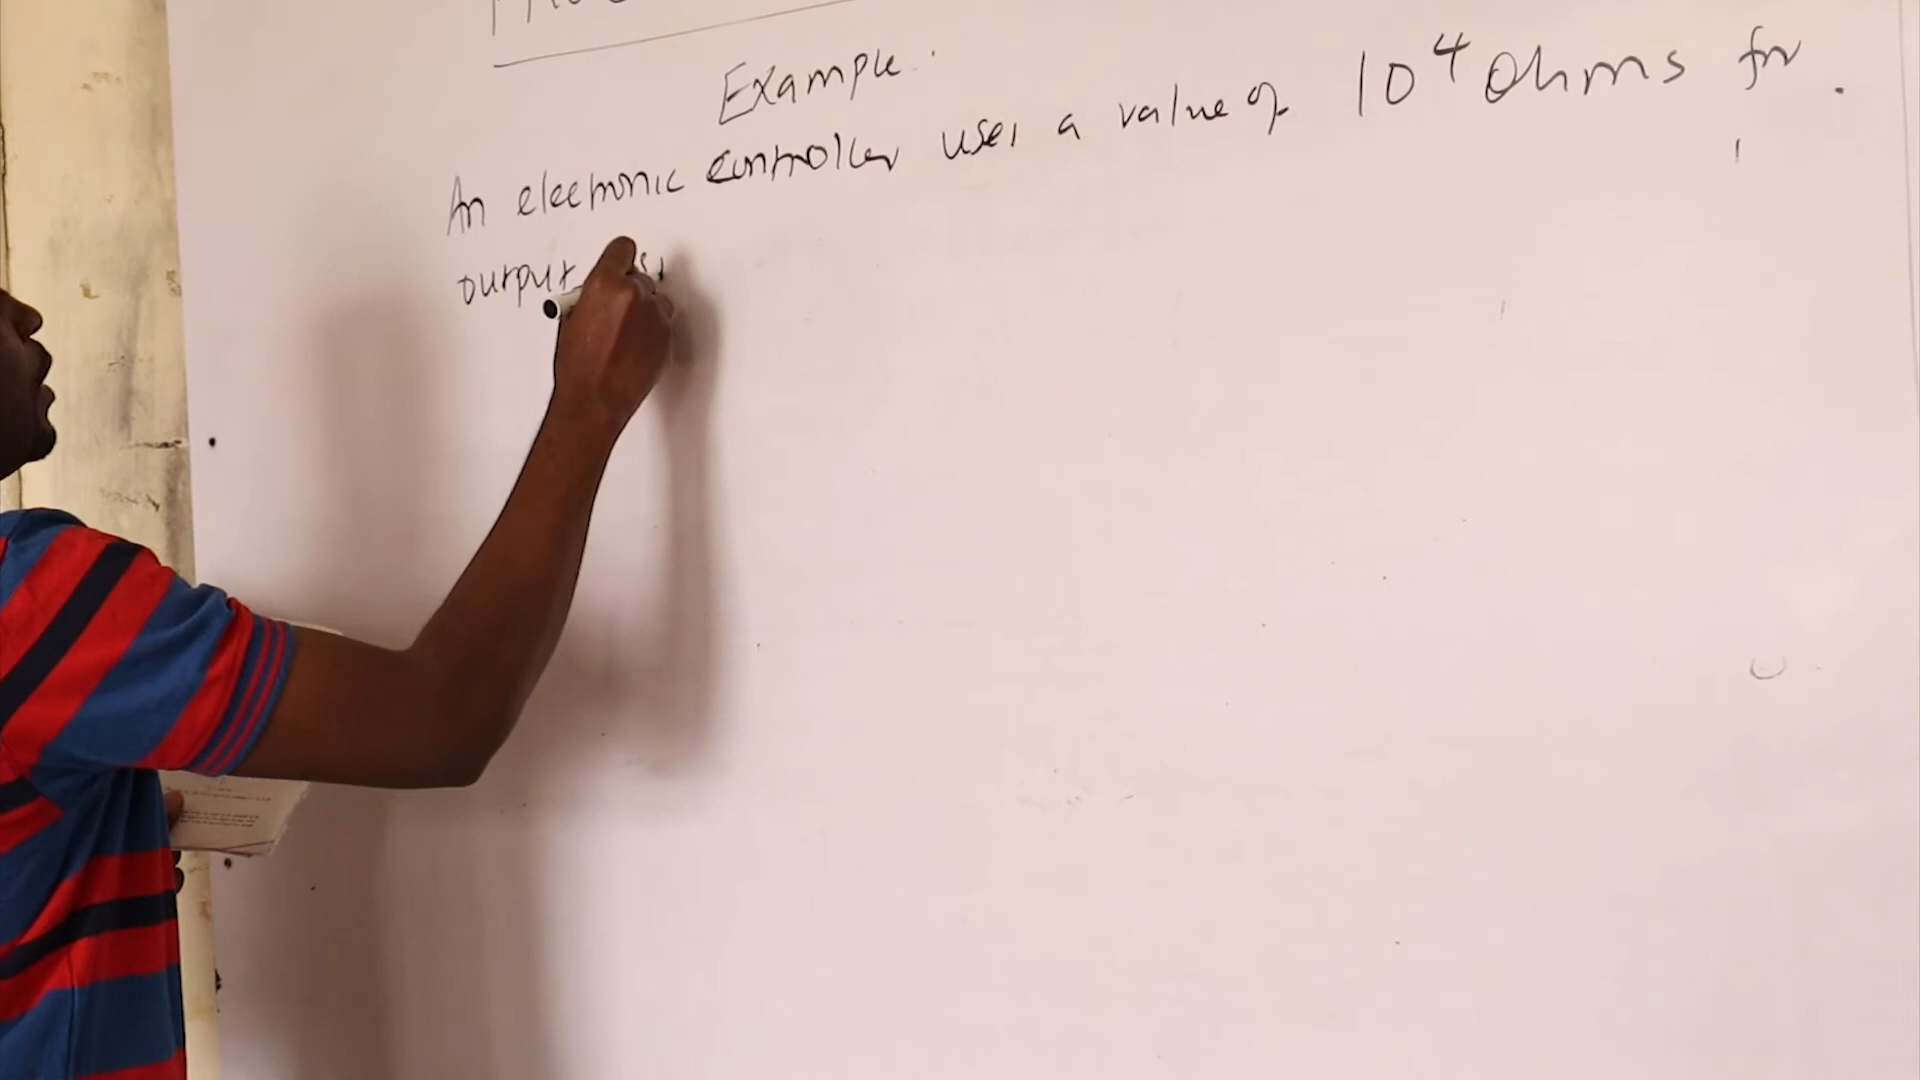 Example.
An electronic controller uses a value of 10⁴ Ohms for
output